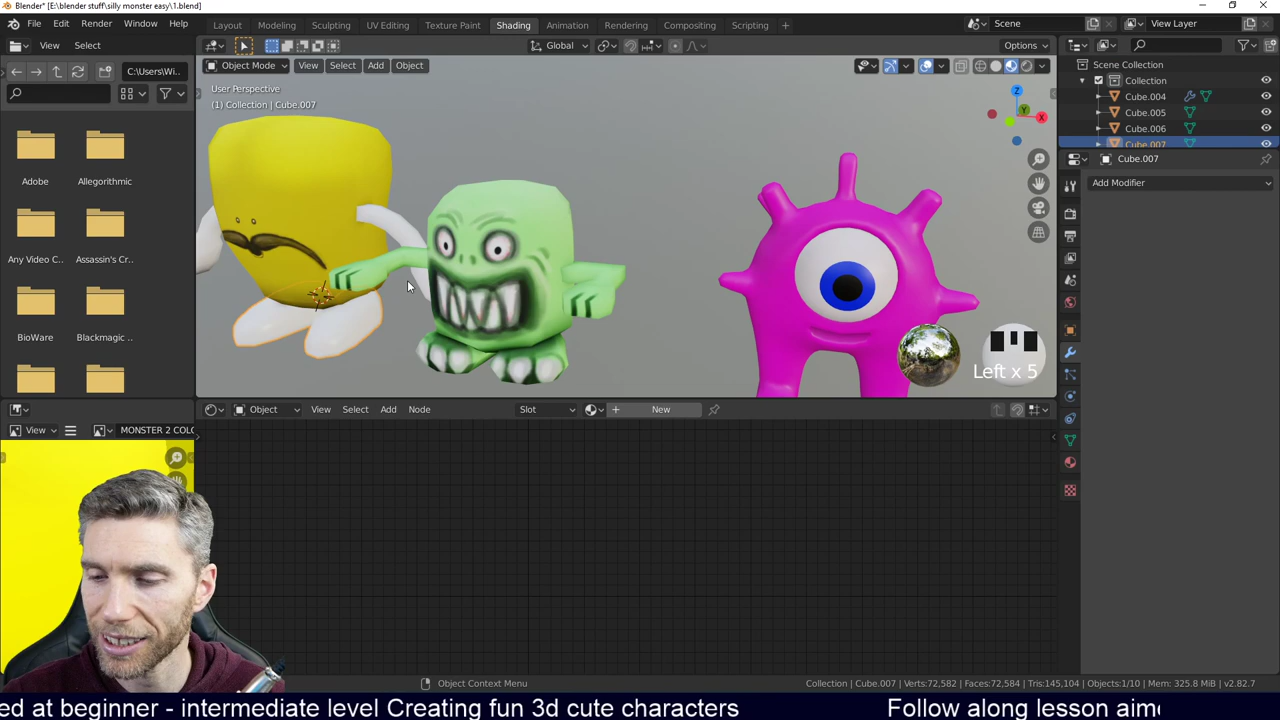 Blender* [E:\blender stuff\silly monster easy\1.blend]
File Edit Render Window Help Layout Modeling Sculpting UV Editing Texture Paint Shading Animation Rendering Compositing Scripting + Scene View Layer
View Select Global Options
C:\Users\Wi.. Object Mode View Select Add Object Scene Collection
User Perspective Collection
(1) Collection | Cube.007 Cube.004
Z Y X Cube.005
Cube.006
Cube.007
Cube.007
Adobe Allegorithmic Add Modifier
Any Video C.. Assassin's Cr..
BioWare Blackmagic ..
Left x 5
Object View Select Add Node Slot New
View MONSTER 2 COLO
Object Context Menu Collection | Cube.007 | Verts:72,582 | Faces:72,584 | Tris:145,104 | Objects:1/10 | Mem: 325.8 MiB | v2.82.7
ed at beginner - intermediate level Creating fun 3d cute characters Follow along lesson aim